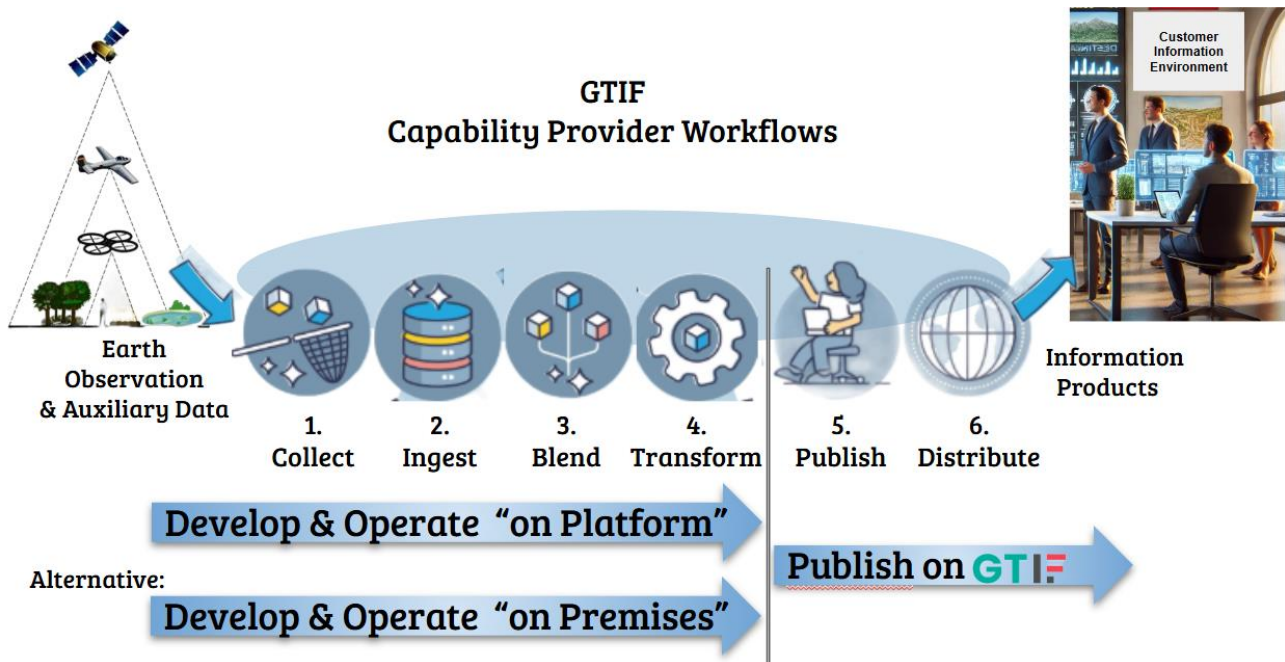 Customer
Information
Environment
GTIF
Capability Provider Workflows
Earth
Observation
& Auxiliary Data
1.
Collect
2.
Ingest
3.
Blend
4.
Transform
5.
Publish
6.
Distribute
Information
Products
Develop & Operate “on Platform”
Alternative:
Develop & Operate “on Premises”
Publish on GTIF